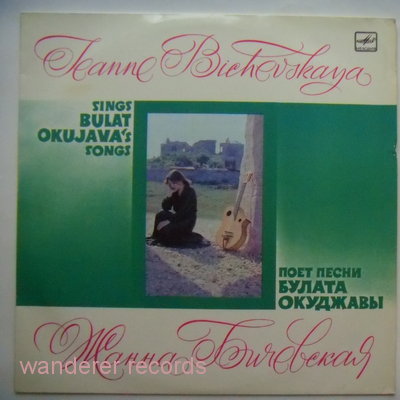 Jeanne Bichevskaya
SINGS
BULAT
OKUJAVA's
SONGS
ПОЕТ ПЕСНИ
БУЛАТА
ОКУДЖАВЫ
Жанна Бичевская
wanderer records